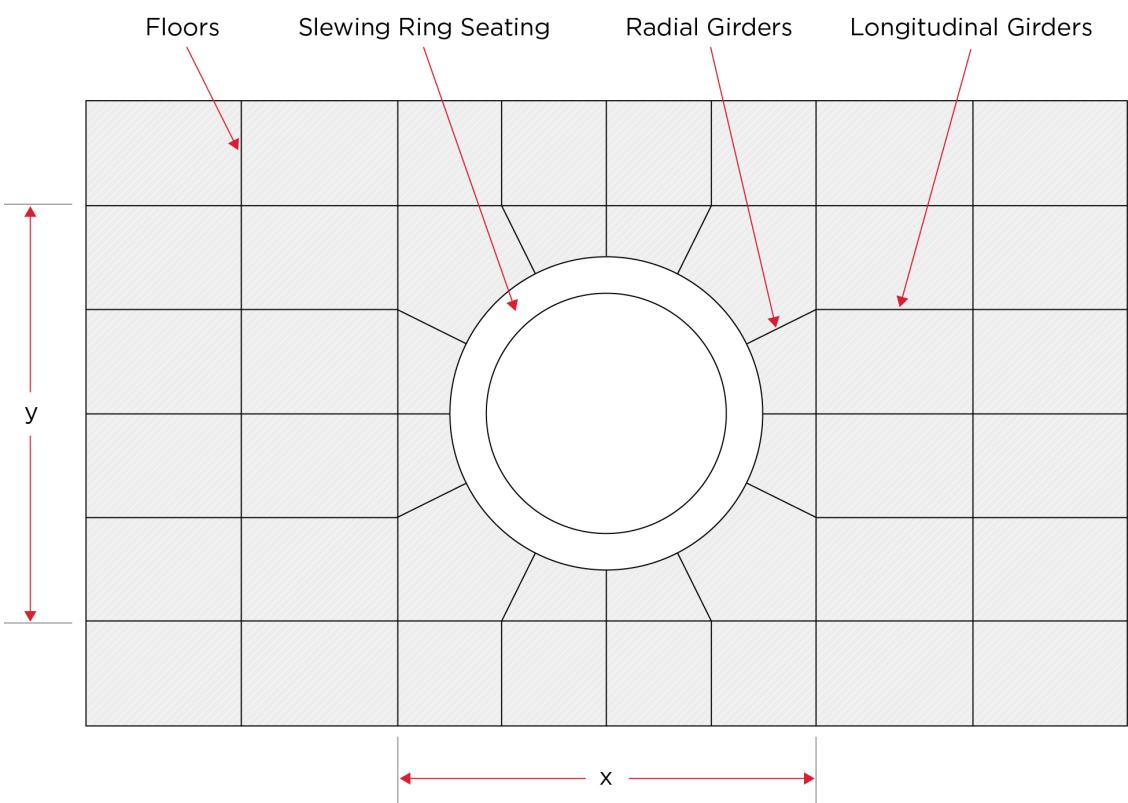 Floors
Slewing Ring Seating
Radial Girders
Longitudinal Girders
y
x